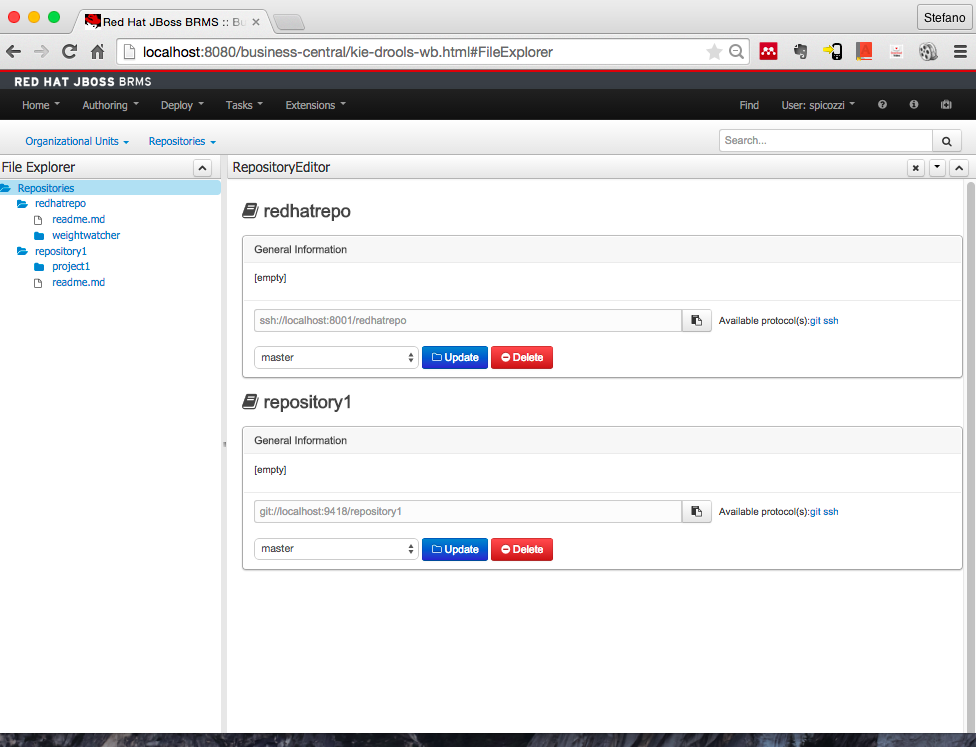 Red Hat JBoss BRMS :: Bu
Stefano
localhost:8080/business-central/kie-drools-wb.html#FileExplorer
RED HAT JBOSS BRMS
Home Authoring Deploy Tasks Extensions Find User: spicozzi
Organizational Units Repositories Search...
File Explorer
Repositories
redhatrepo
readme.md
weightwatcher
repository1
project1
readme.md
RepositoryEditor
redhatrepo
General Information
[empty]
ssh://localhost:8001/redhatrepo Available protocol(s):git ssh
master Update Delete
repository1
General Information
[empty]
git://localhost:9418/repository1 Available protocol(s):git ssh
master Update Delete